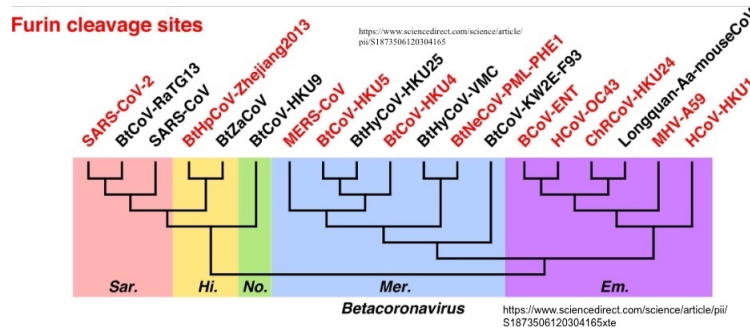 Furin cleavage sites
https://www.sciencedirect.com/science/article/
pii/S1873506120304165
SARS-CoV-2
BtCoV-RaTG13
SARS-CoV
BtHpCoV-Zhejiang2013
BtZaCoV
BtCoV-HKU9
MERS-CoV
BtCoV-HKU5
BtHyCoV-HKU25
BtCoV-HKU4
BtHyCoV-VMC
BtNeCoV-PML-PHE1
BtCoV-KW2E-F93
BCoV-ENT
HCoV-OC43
ChRCoV-HKU24
Longquan-Aa-mouseCoV
MHV-A59
HCoV-HKU1
Sar.
Hi.
No.
Mer.
Em.
Betacoronavirus
https://www.sciencedirect.com/science/article/pii/
S1873506120304165xte